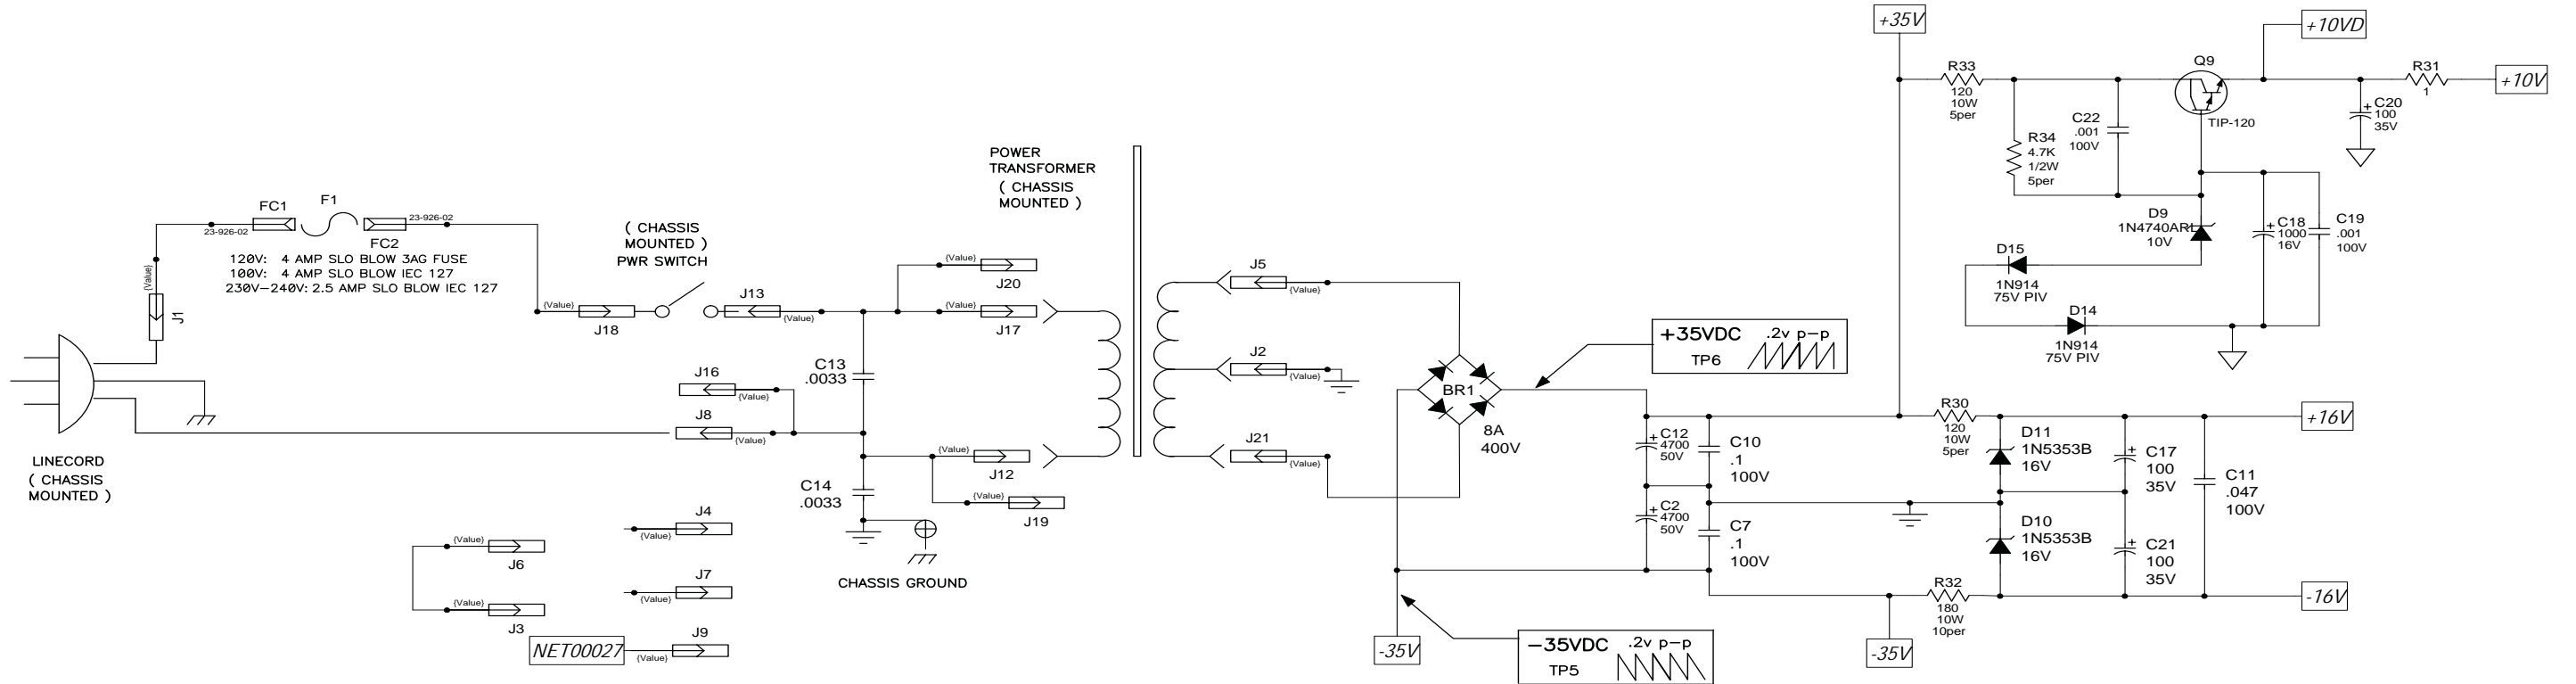 +35V
+10VD
Q9
R33
120
10W
5per
R31
1
+10V
C20
100
35V
TIP-120
C22
.001
100V
R34
4.7K
1/2W
5per
D9
1N4740ARL
10V
C18
1000
16V
C19
.001
100V
D15
1N914
75V PIV
D14
1N914
75V PIV
POWER
TRANSFORMER
( CHASSIS
MOUNTED )
FC1
F1
23-926-02
23-926-02
FC2
120V: 4 AMP SLO BLOW 3AG FUSE
100V: 4 AMP SLO BLOW IEC 127
230V-240V: 2.5 AMP SLO BLOW IEC 127
( CHASSIS
MOUNTED )
PWR SWITCH
{Value}
J1
{Value}
J18
J13
{Value}
{Value}
J20
{Value}
J17
J5
{Value}
J2
{Value}
J21
{Value}
C13
.0033
J16
{Value}
J8
{Value}
{Value}
J12
{Value}
J19
C14
.0033
CHASSIS GROUND
LINECORD
( CHASSIS
MOUNTED )
J4
{Value}
{Value}
J6
J7
{Value}
{Value}
J3
NET00027
J9
{Value}
BR1
8A
400V
+35VDC .2v p-p
TP6
C12
4700
50V
C10
.1
100V
C2
4700
50V
C7
.1
100V
-35V
-35VDC .2v p-p
TP5
R30
120
10W
5per
+16V
D11
1N5353B
16V
C17
100
35V
C11
.047
100V
D10
1N5353B
16V
C21
100
35V
R32
180
10W
10per
-16V
-35V